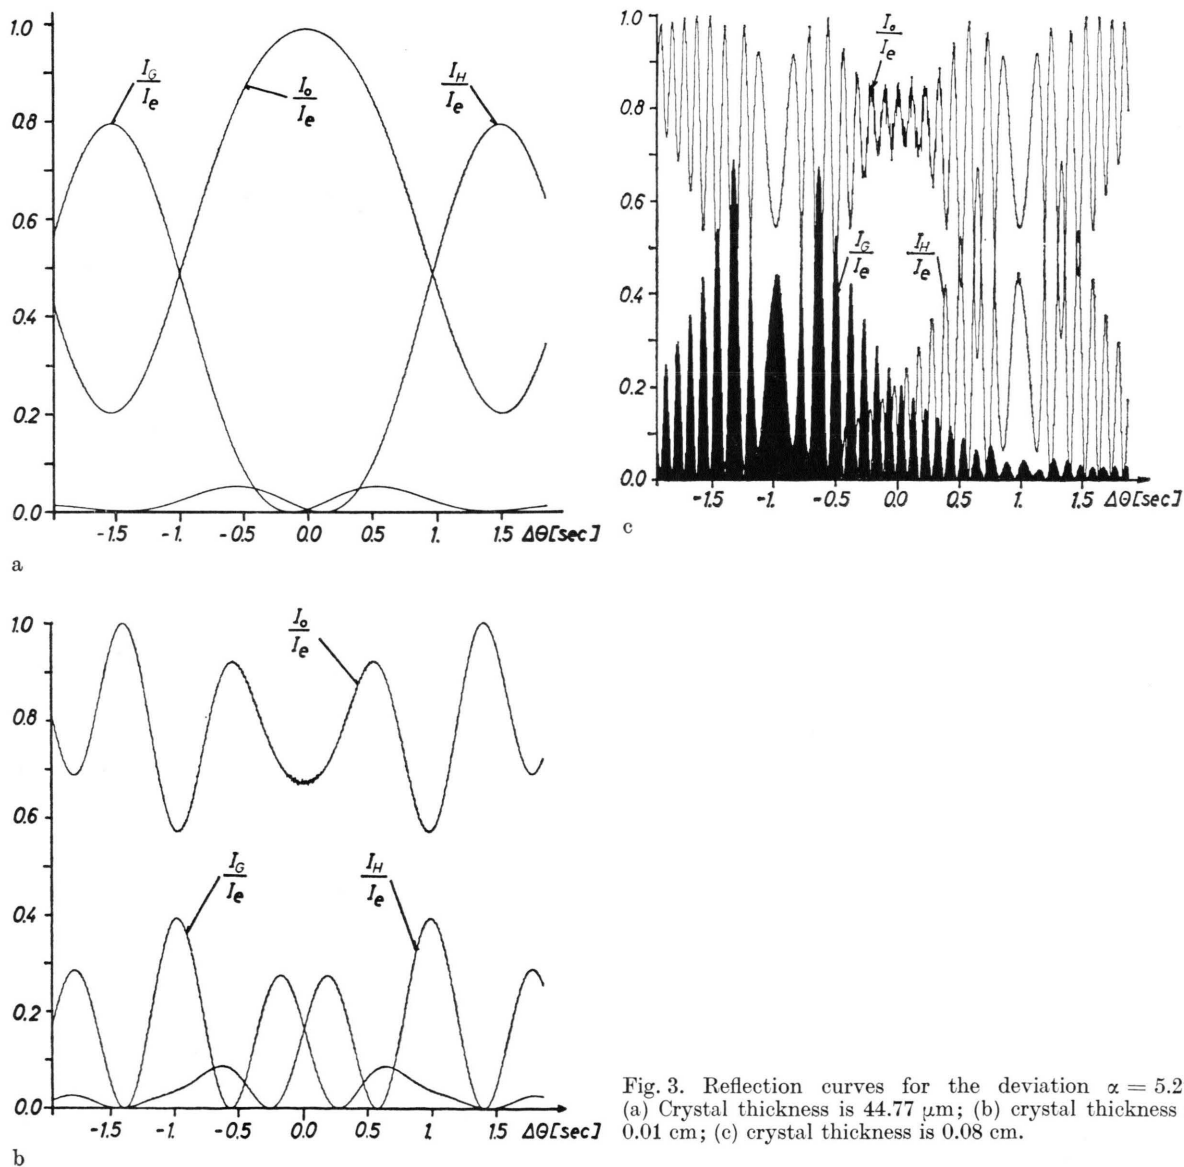 1.0
0.8
0.6
0.4
0.2
0.0
I_G/I_e
I_o/I_e
I_H/I_e
-1.5 -1. -0.5 0.0 0.5 1. 1.5 Δθ[sec]
a
1.0
0.8
0.6
0.4
0.2
0.0
I_o/I_e
I_G/I_e
I_H/I_e
-1.5 -1. -0.5 0.0 0.5 1. 1.5 Δθ[sec]
c
1.0
0.8
0.6
0.4
0.2
0.0
I_o/I_e
I_G/I_e
I_H/I_e
-1.5 -1. -0.5 0.0 0.5 1. 1.5 Δθ[sec]
b
Fig. 3. Reflection curves for the deviation α = 5.2
(a) Crystal thickness is 44.77 μm; (b) crystal thickness
0.01 cm; (c) crystal thickness is 0.08 cm.